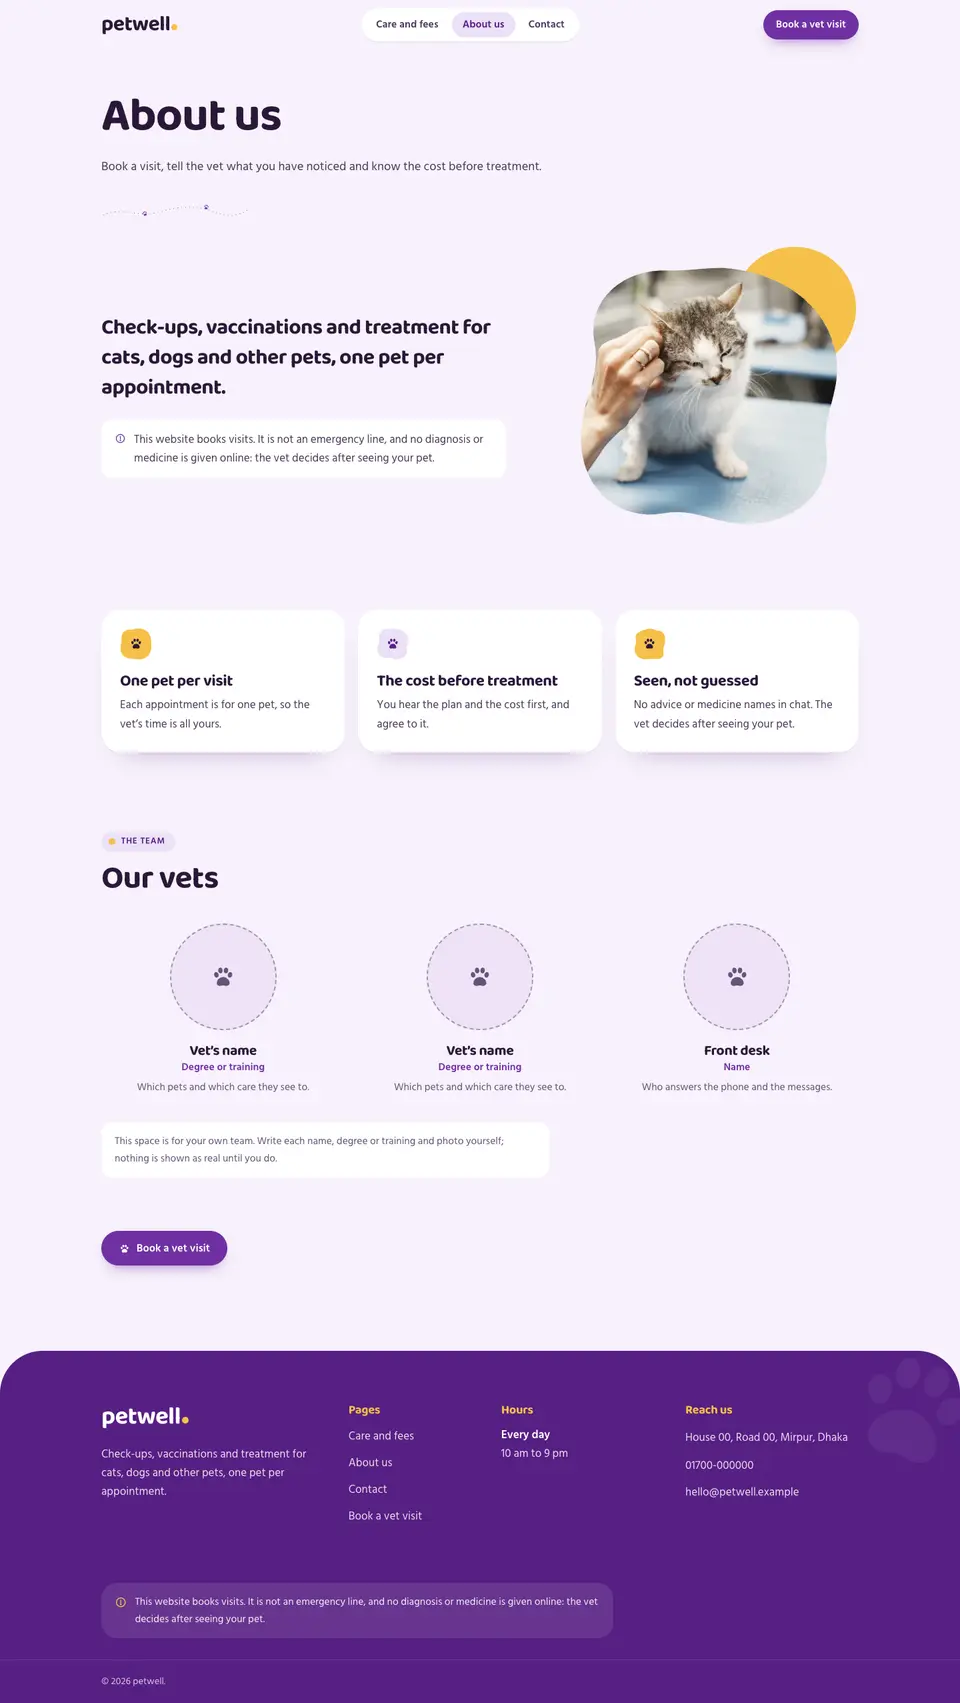 petwell.
Care and fees
About us
Contact
Book a vet visit
About us
Book a visit, tell the vet what you have noticed and know the cost before treatment.
Check-ups, vaccinations and treatment for
cats, dogs and other pets, one pet per
appointment.
This website books visits. It is not an emergency line, and no diagnosis or
medicine is given online: the vet decides after seeing your pet.
One pet per visit
Each appointment is for one pet, so the
vet's time is all yours.
The cost before treatment
You hear the plan and the cost first, and
agree to it.
Seen, not guessed
No advice or medicine names in chat. The
vet decides after seeing your pet.
THE TEAM
Our vets
Vet's name
Degree or training
Which pets and which care they see to.
Vet's name
Degree or training
Which pets and which care they see to.
Front desk
Name
Who answers the phone and the messages.
This space is for your own team. Write each name, degree or training and photo yourself;
nothing is shown as real until you do.
Book a vet visit
petwell.
Check-ups, vaccinations and treatment for
cats, dogs and other pets, one pet per
appointment.
Pages
Care and fees
About us
Contact
Book a vet visit
Hours
Every day
10 am to 9 pm
Reach us
House 00, Road 00, Mirpur, Dhaka
01700-000000
hello@petwell.example
This website books visits. It is not an emergency line, and no diagnosis or medicine is given online: the vet
decides after seeing your pet.
© 2026 petwell.